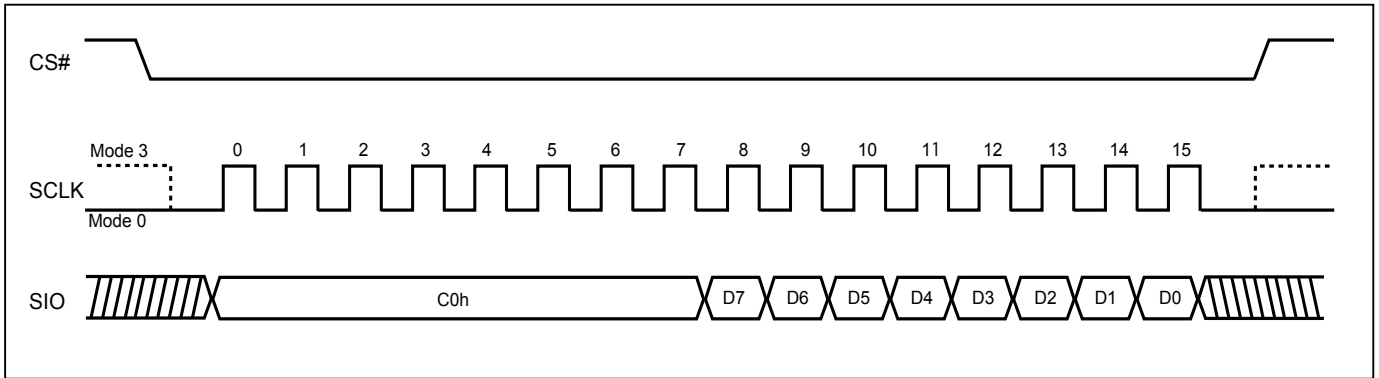 CS#
Mode 3
0 1 2 3 4 5 6 7 8 9 10 11 12 13 14 15
SCLK
Mode 0
SIO
C0h D7 D6 D5 D4 D3 D2 D1 D0